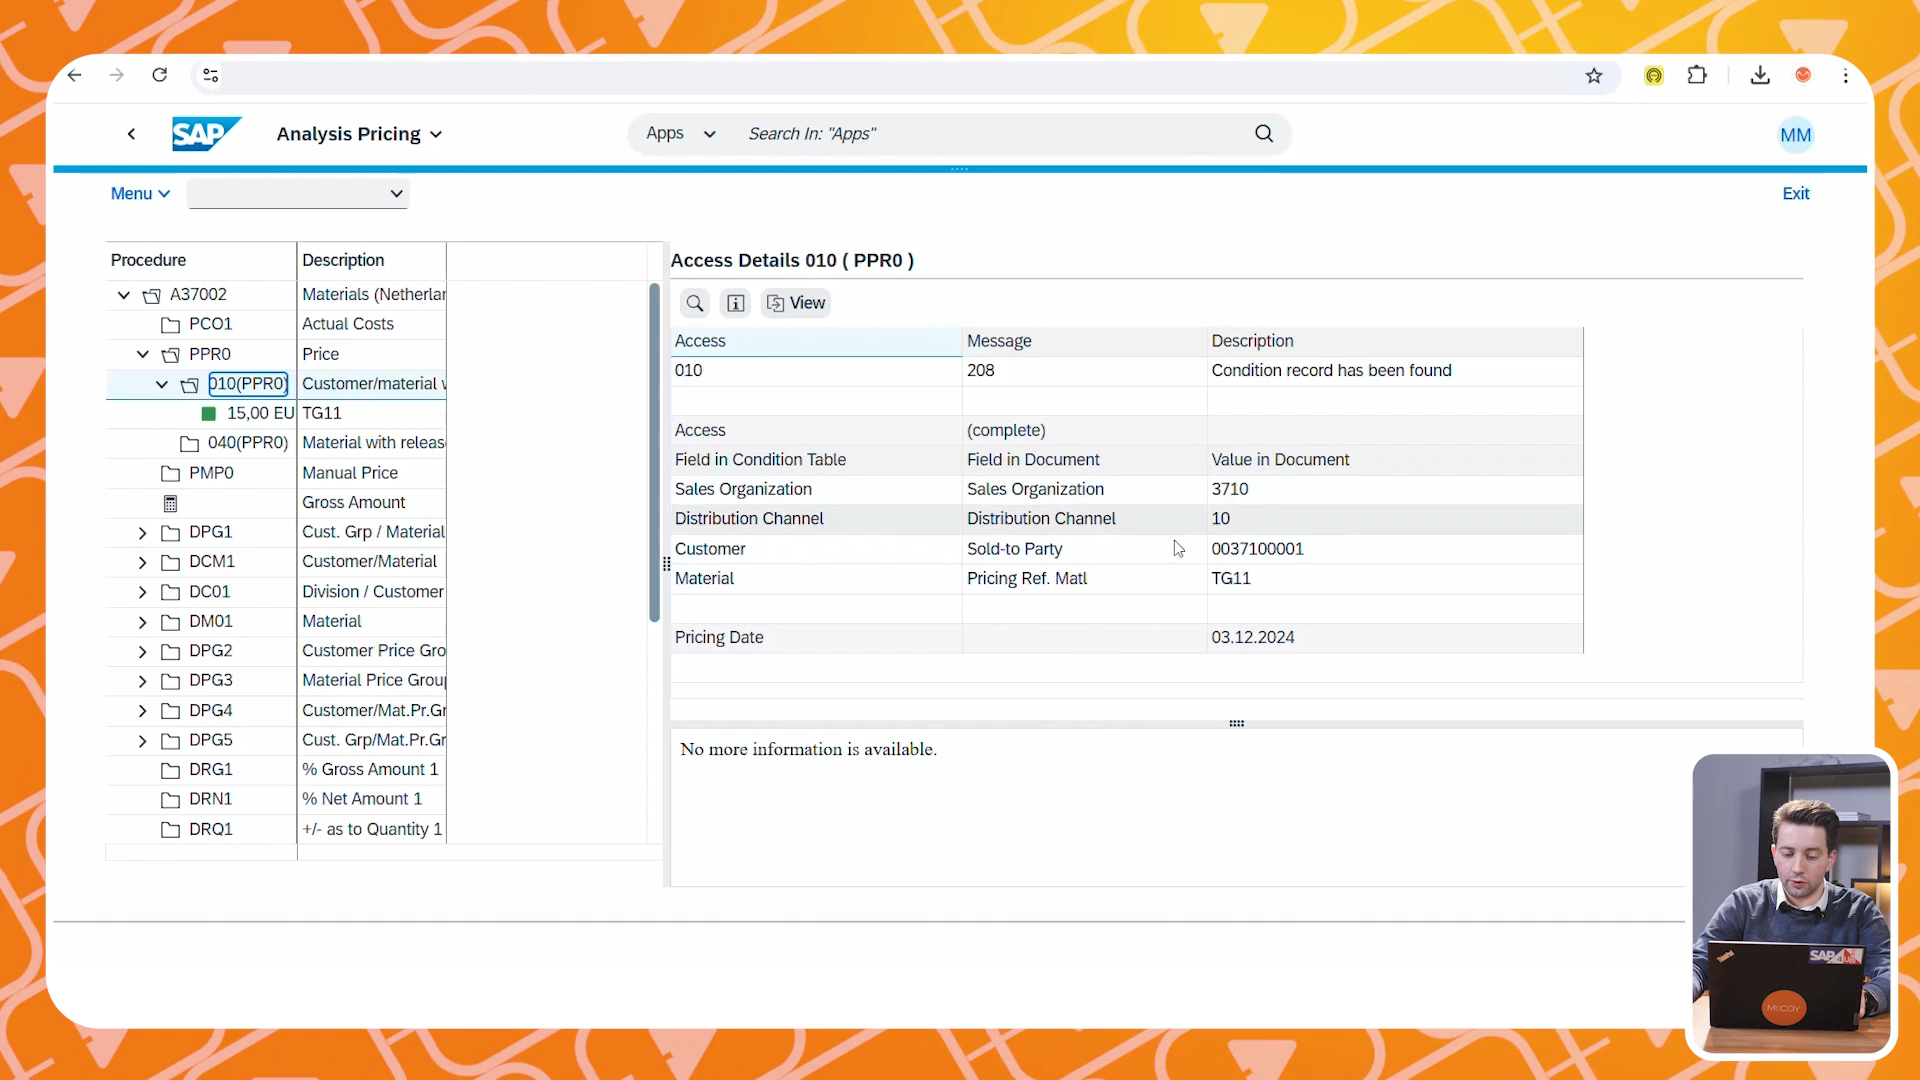 SAP
Analysis Pricing
Apps
Search In: "Apps"
MM
Menu
Exit
Procedure Description
A37002 Materials (Netherlar
PCO1 Actual Costs
PPR0 Price
010(PPR0) Customer/material w
15,00 EU TG11
040(PPR0) Material with releas
PMP0 Manual Price
Gross Amount
DPG1 Cust. Grp / Material
DCM1 Customer/Material
DC01 Division / Customer
DM01 Material
DPG2 Customer Price Gro
DPG3 Material Price Group
DPG4 Customer/Mat.Pr.Gr
DPG5 Cust. Grp/Mat.Pr.Gr
DRG1 % Gross Amount 1
DRN1 % Net Amount 1
DRQ1 +/- as to Quantity 1
Access Details 010 ( PPR0 )
View
Access Message Description
010 208 Condition record has been found
Access (complete)
Field in Condition Table Field in Document Value in Document
Sales Organization Sales Organization 3710
Distribution Channel Distribution Channel 10
Customer Sold-to Party 0037100001
Material Pricing Ref. Matl TG11
Pricing Date 03.12.2024
No more information is available.
ThinkPad
SAP4U
McCOY